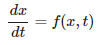 dx/dt = f(x, t)